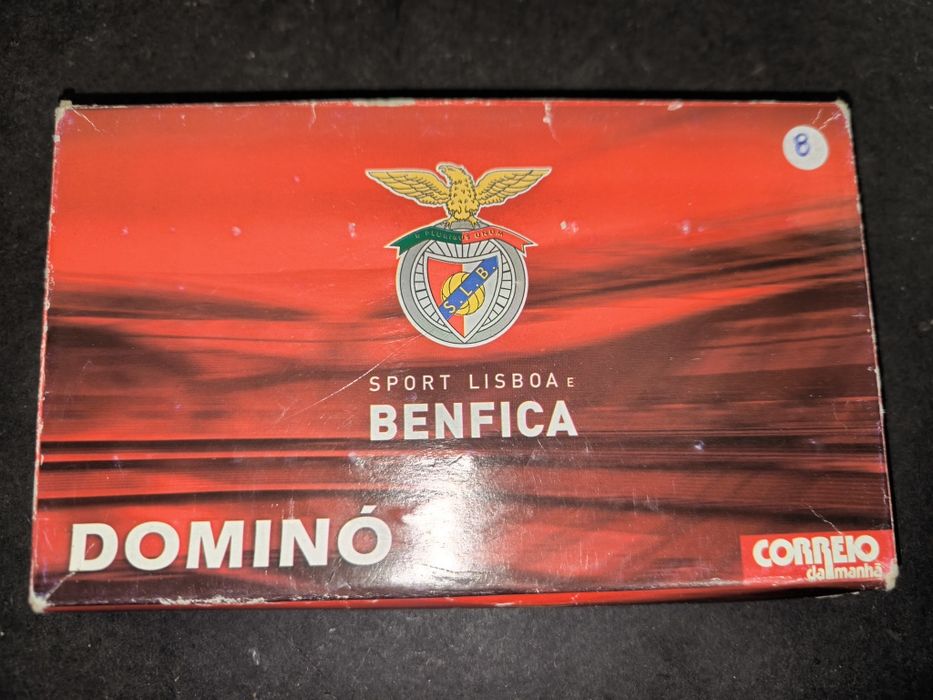 8
E PLURIBUS UNUM
S. L. B.
SPORT LISBOA E
BENFICA
DOMINÓ
CORREIO
da manhã